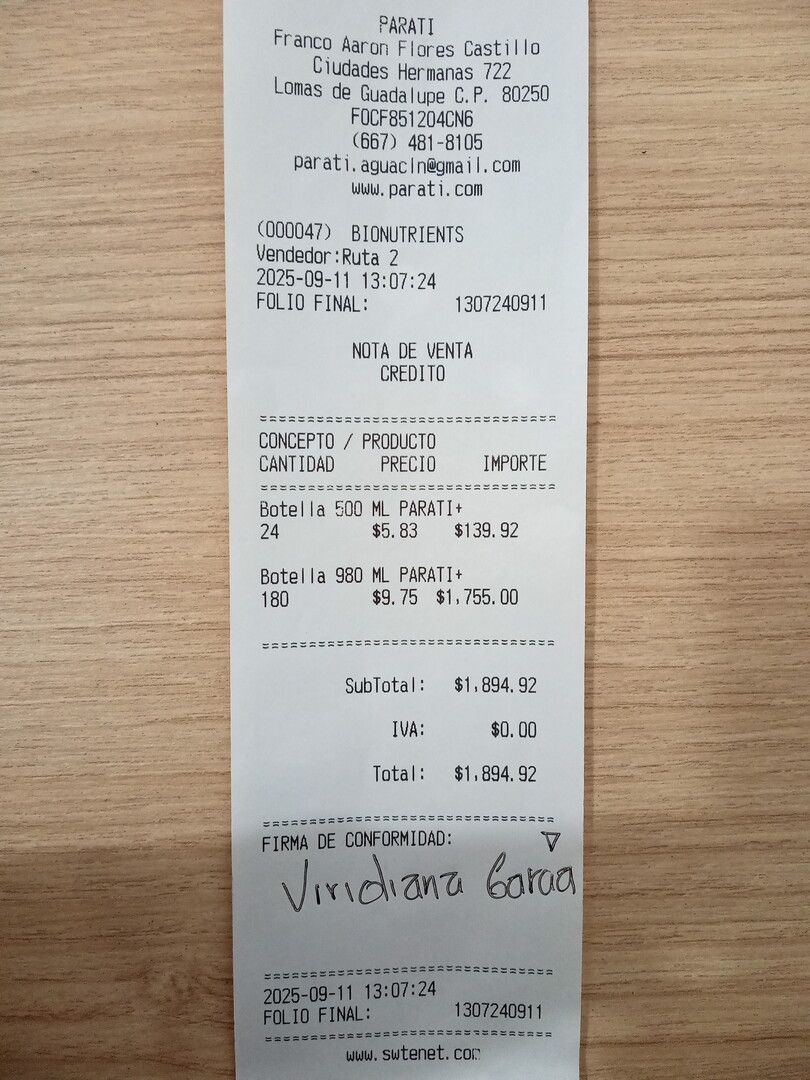 PARATI
Franco Aaron Flores Castillo
Ciudades Hermanas 722
Lomas de Guadalupe C.P. 80250
FOCF851204CN6
(667) 481-8105
parati.aguacln@gmail.com
www.parati.com
(000047) BIONUTRIENTS
Vendedor:Ruta 2
2025-09-11 13:07:24
FOLIO FINAL: 1307240911
NOTA DE VENTA
CREDITO
CONCEPTO / PRODUCTO
CANTIDAD PRECIO IMPORTE
Botella 500 ML PARATI+
24 $5.83 $139.92
Botella 980 ML PARATI+
180 $9.75 $1,755.00
SubTotal: $1,894.92
IVA: $0.00
Total: $1,894.92
FIRMA DE CONFORMIDAD:
Viridiana
2025-09-11 13:07:24
FOLIO FINAL: 1307240911
www.swtenet.com